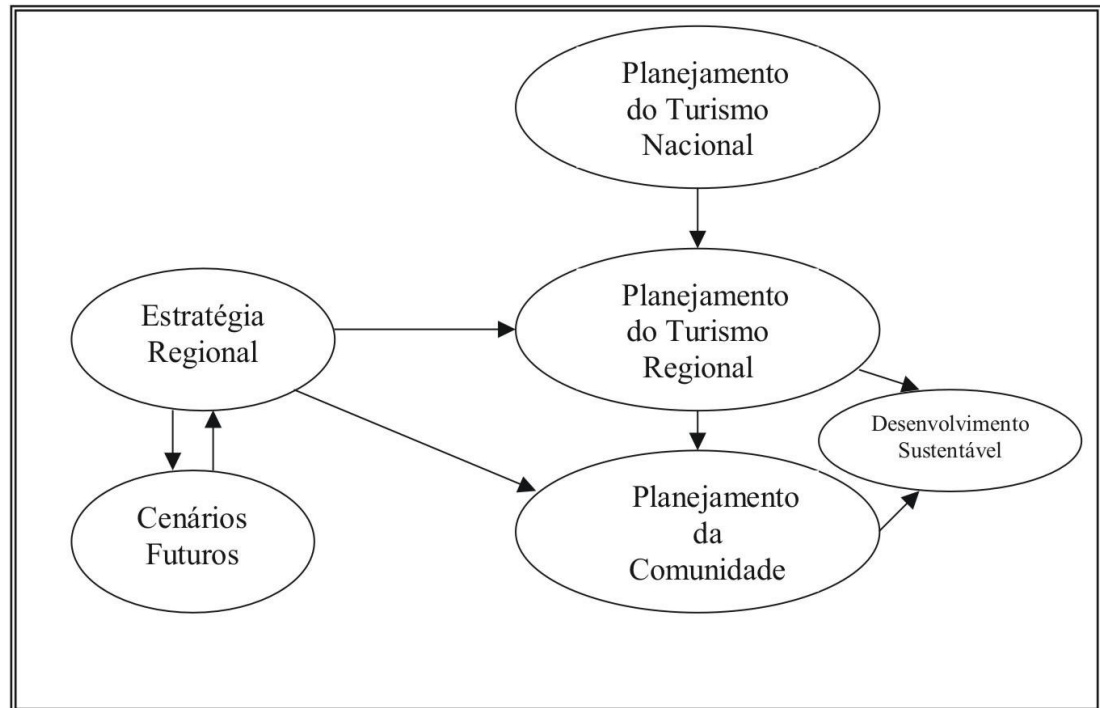 Planejamento
do Turismo
Nacional
Estratégia
Regional
Planejamento
do Turismo
Regional
Desenvolvimento
Sustentável
Cenários
Futuros
Planejamento
da
Comunidade